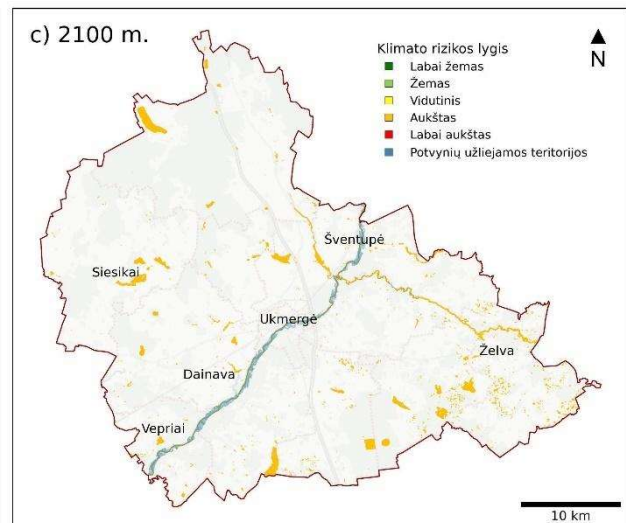 c) 2100 m.
Klimato rizikos lygis
Labai žemas
Žemas
Vidutinis
Aukštas
Labai aukštas
Potvynių užliejamos teritorijos
N
Šventupė
Siesikai
Ukmergė
Želva
Dainava
Vepriai
10 km